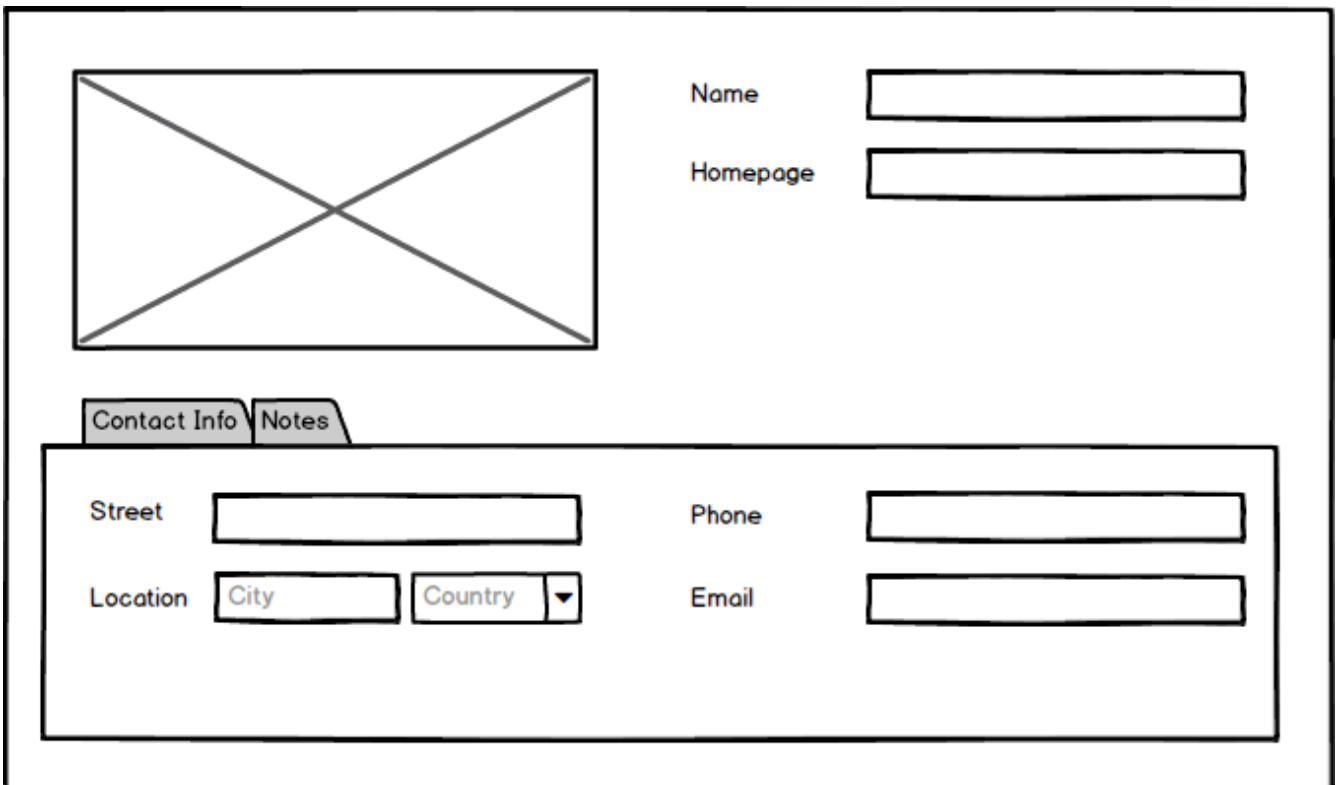 Name
Homepage
Contact Info
Notes
Street
Phone
Location
City
Country
Email